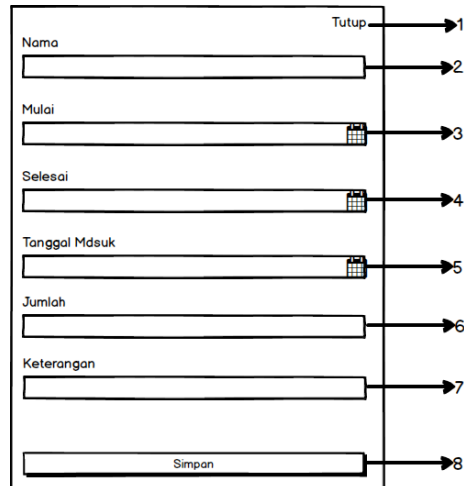 Tutup
1
Nama
2
Mulai
3
Selesai
4
Tanggal Mdsuk
5
Jumlah
6
Keterangan
7
Simpan
8